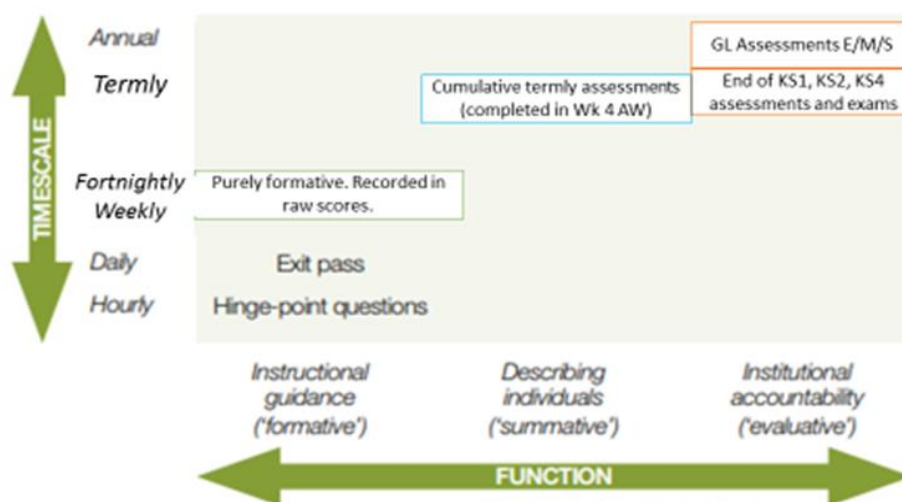 Annual
GL Assessments E/M/S
Termly
Cumulative termly assessments
(completed in Wk 4 AW)
End of KS1, KS2, KS4
assessments and exams
TIMESCALE
Fortnightly
Weekly
Purely formative. Recorded in
raw scores.
Daily
Exit pass
Hourly
Hinge-point questions
Instructional
guidance
('formative')
Describing
individuals
('summative')
Institutional
accountability
('evaluative')
FUNCTION